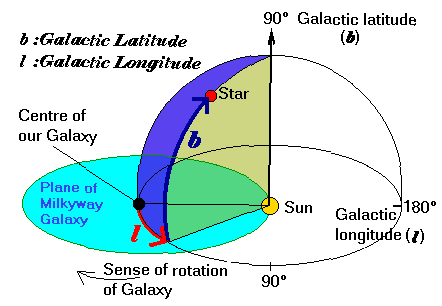 b :Galactic Latitude
l :Galactic Longitude
90° Galactic latitude
(b)
Star
b
Centre of
our Galaxy
Plane of
Milkyway
Galaxy
Sun
180°
Galactic
longitude (l)
l
Sense of rotation
of Galaxy
90°